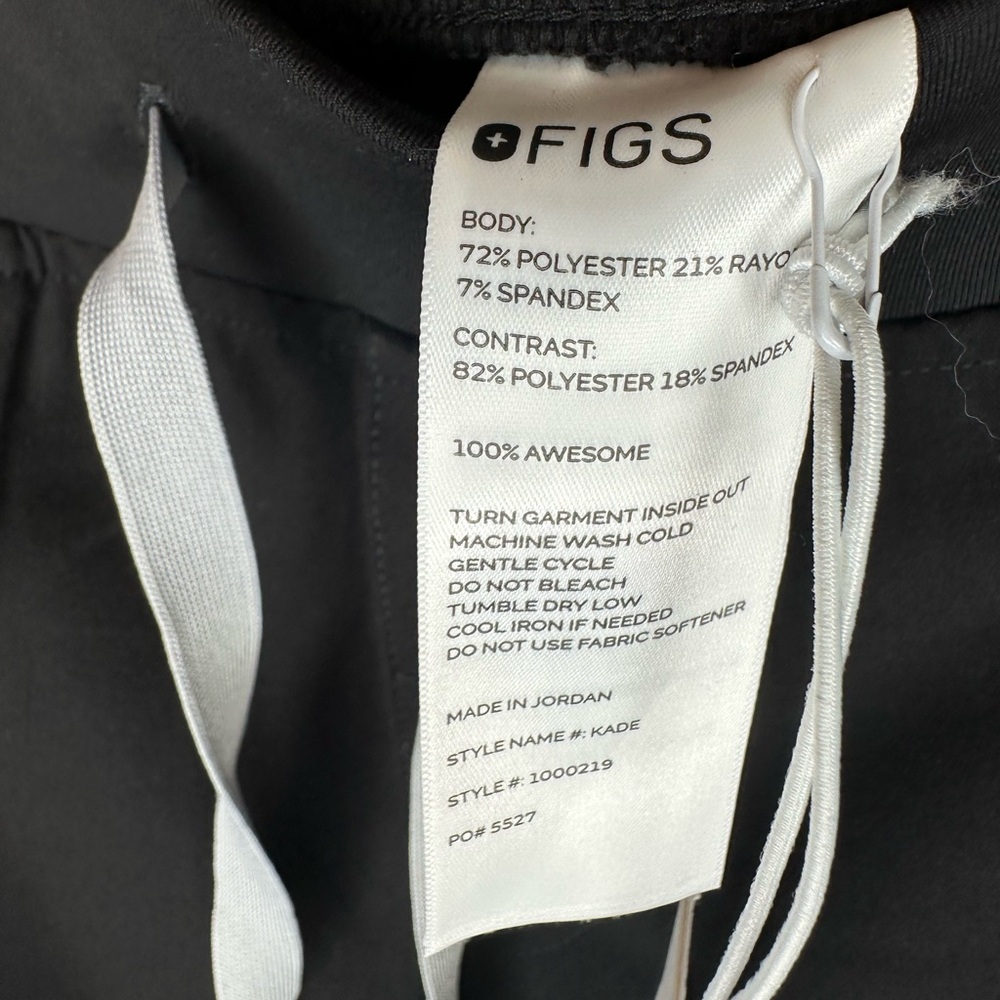 FIGS
BODY:
72% POLYESTER 21% RAYO
7% SPANDEX
CONTRAST:
82% POLYESTER 18% SPANDEX
100% AWESOME
TURN GARMENT INSIDE OUT
MACHINE WASH COLD
GENTLE CYCLE
DO NOT BLEACH
TUMBLE DRY LOW
COOL IRON IF NEEDED
DO NOT USE FABRIC SOFTENER
MADE IN JORDAN
STYLE NAME #: KADE
STYLE #: 1000219
PO# 5527